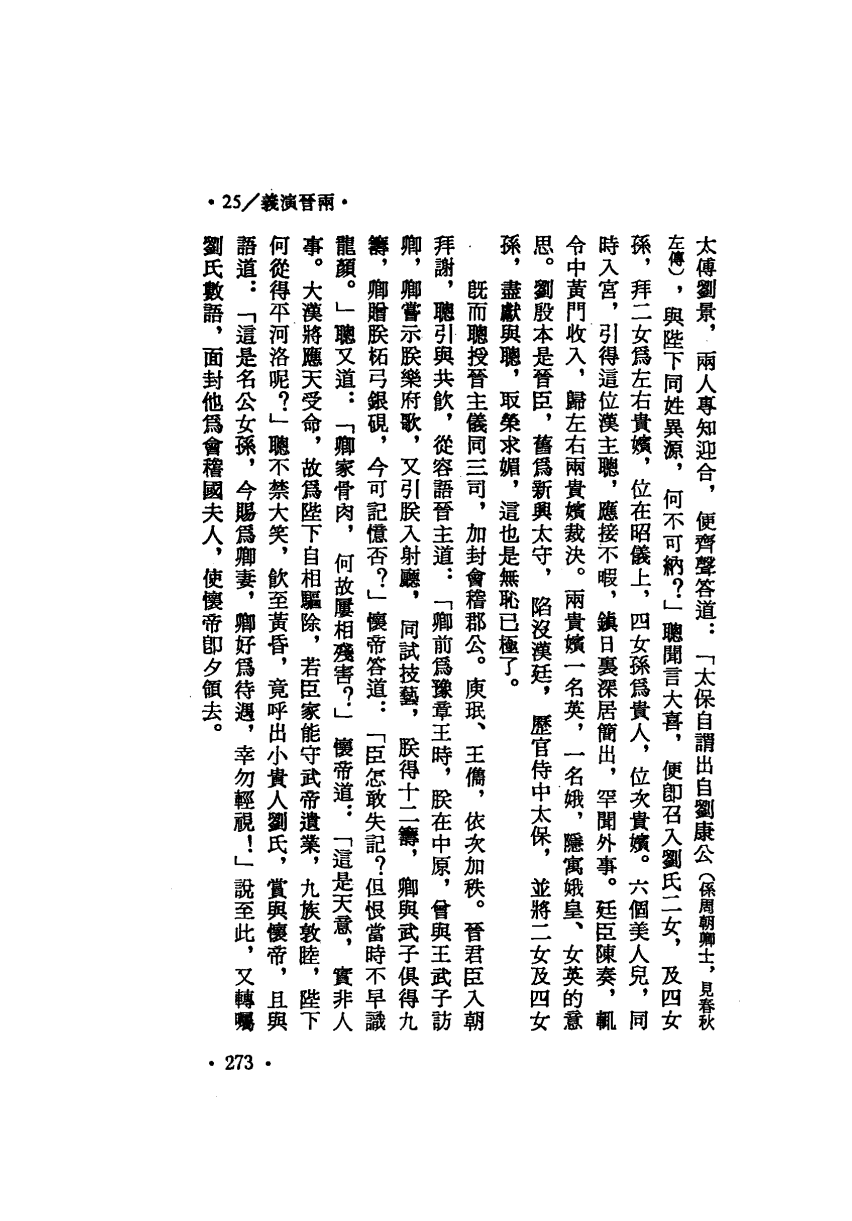 •兩晉演義/25•
太傅劉景，兩人專知迎合，便齊聲答道：「太保自謂出自劉康公（係周朝卿士，見春秋
左傳），與陛下同姓異源，何不可納？」聰聞言大喜，便即召入劉氏二女，及四女
孫，拜二女爲左右貴嬪，位在昭儀上，四女孫爲貴人，位次貴嬪。六個美人兒，同
時入宮，引得這位漢主聰，應接不暇，鎮日裏深居簡出，罕聞外事。廷臣陳奏，輒
令中黃門收入，歸左右兩貴嬪裁決。兩貴嬪一名英，一名娥，隱寓娥皇、女英的意
思。劉殷本是晉臣，舊爲新興太守，陷沒漢廷，歷官侍中太保，並將二女及四女
孫，盡獻與聰，取榮求媚，這也是無恥已極了。
既而聰授晉主儀同三司，加封會稽郡公。庾珉、王儁，依次加秩。晉君臣入朝
拜謝，聰引與共飲，從容語晉主道：「卿前爲豫章王時，朕在中原，曾與王武子訪
卿，卿嘗示朕樂府歌，又引朕入射廳，同試技藝，朕得十二籌，卿與武子俱得九
籌，卿贈朕柘弓銀硯，今可記憶否？」懷帝答道：「臣怎敢失記？但恨當時不早識
龍顏。」聰又道：「卿家骨肉，何故屢相殘害？」懷帝道：「這是天意，實非人
事。大漢將應天受命，故爲陛下自相驅除，若臣家能守武帝遺業，九族敦睦，陛下
何從得平河洛呢？」聰不禁大笑，飲至黃昏，竟呼出小貴人劉氏，賞與懷帝，且與
語道：「這是名公女孫，今賜爲卿妻，卿好爲待遇，幸勿輕視！」說至此，又轉囑
劉氏數語，面封他爲會稽國夫人，使懷帝即夕領去。
•273•